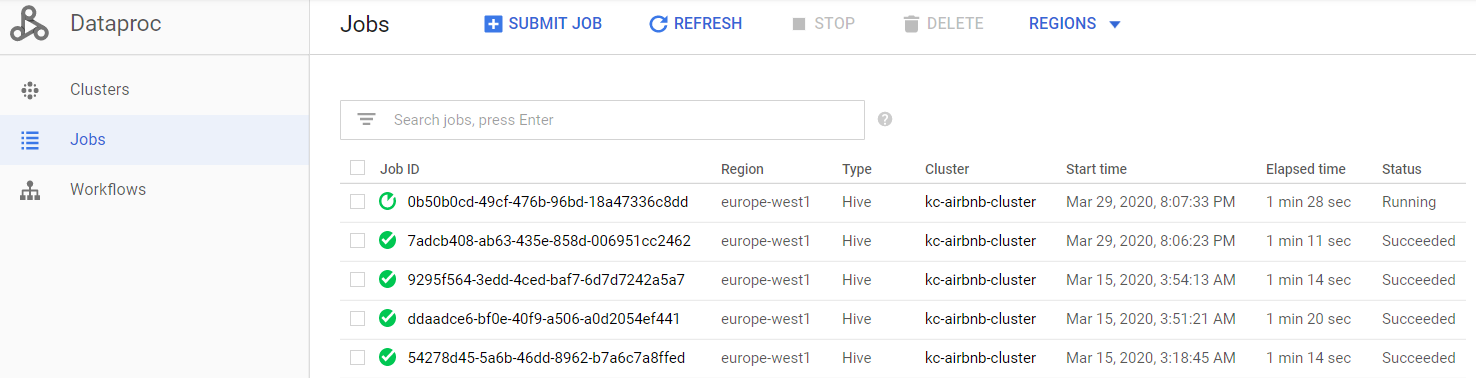 Dataproc
Jobs SUBMIT JOB REFRESH STOP DELETE REGIONS
Clusters
Jobs
Workflows
Search jobs, press Enter ?
Job ID Region Type Cluster Start time Elapsed time Status
0b50b0cd-49cf-476b-96bd-18a47336c8dd europe-west1 Hive kc-airbnb-cluster Mar 29, 2020, 8:07:33 PM 1 min 28 sec Running
7adcb408-ab63-435e-858d-006951cc2462 europe-west1 Hive kc-airbnb-cluster Mar 29, 2020, 8:06:23 PM 1 min 11 sec Succeeded
9295f564-3edd-4ced-baf7-6d7d7242a5a7 europe-west1 Hive kc-airbnb-cluster Mar 15, 2020, 3:54:13 AM 1 min 14 sec Succeeded
ddaadce6-bf0e-40f9-a506-a0d2054ef441 europe-west1 Hive kc-airbnb-cluster Mar 15, 2020, 3:51:21 AM 1 min 20 sec Succeeded
54278d45-5a6b-46dd-8962-b7a6c7a8ffed europe-west1 Hive kc-airbnb-cluster Mar 15, 2020, 3:18:45 AM 1 min 14 sec Succeeded